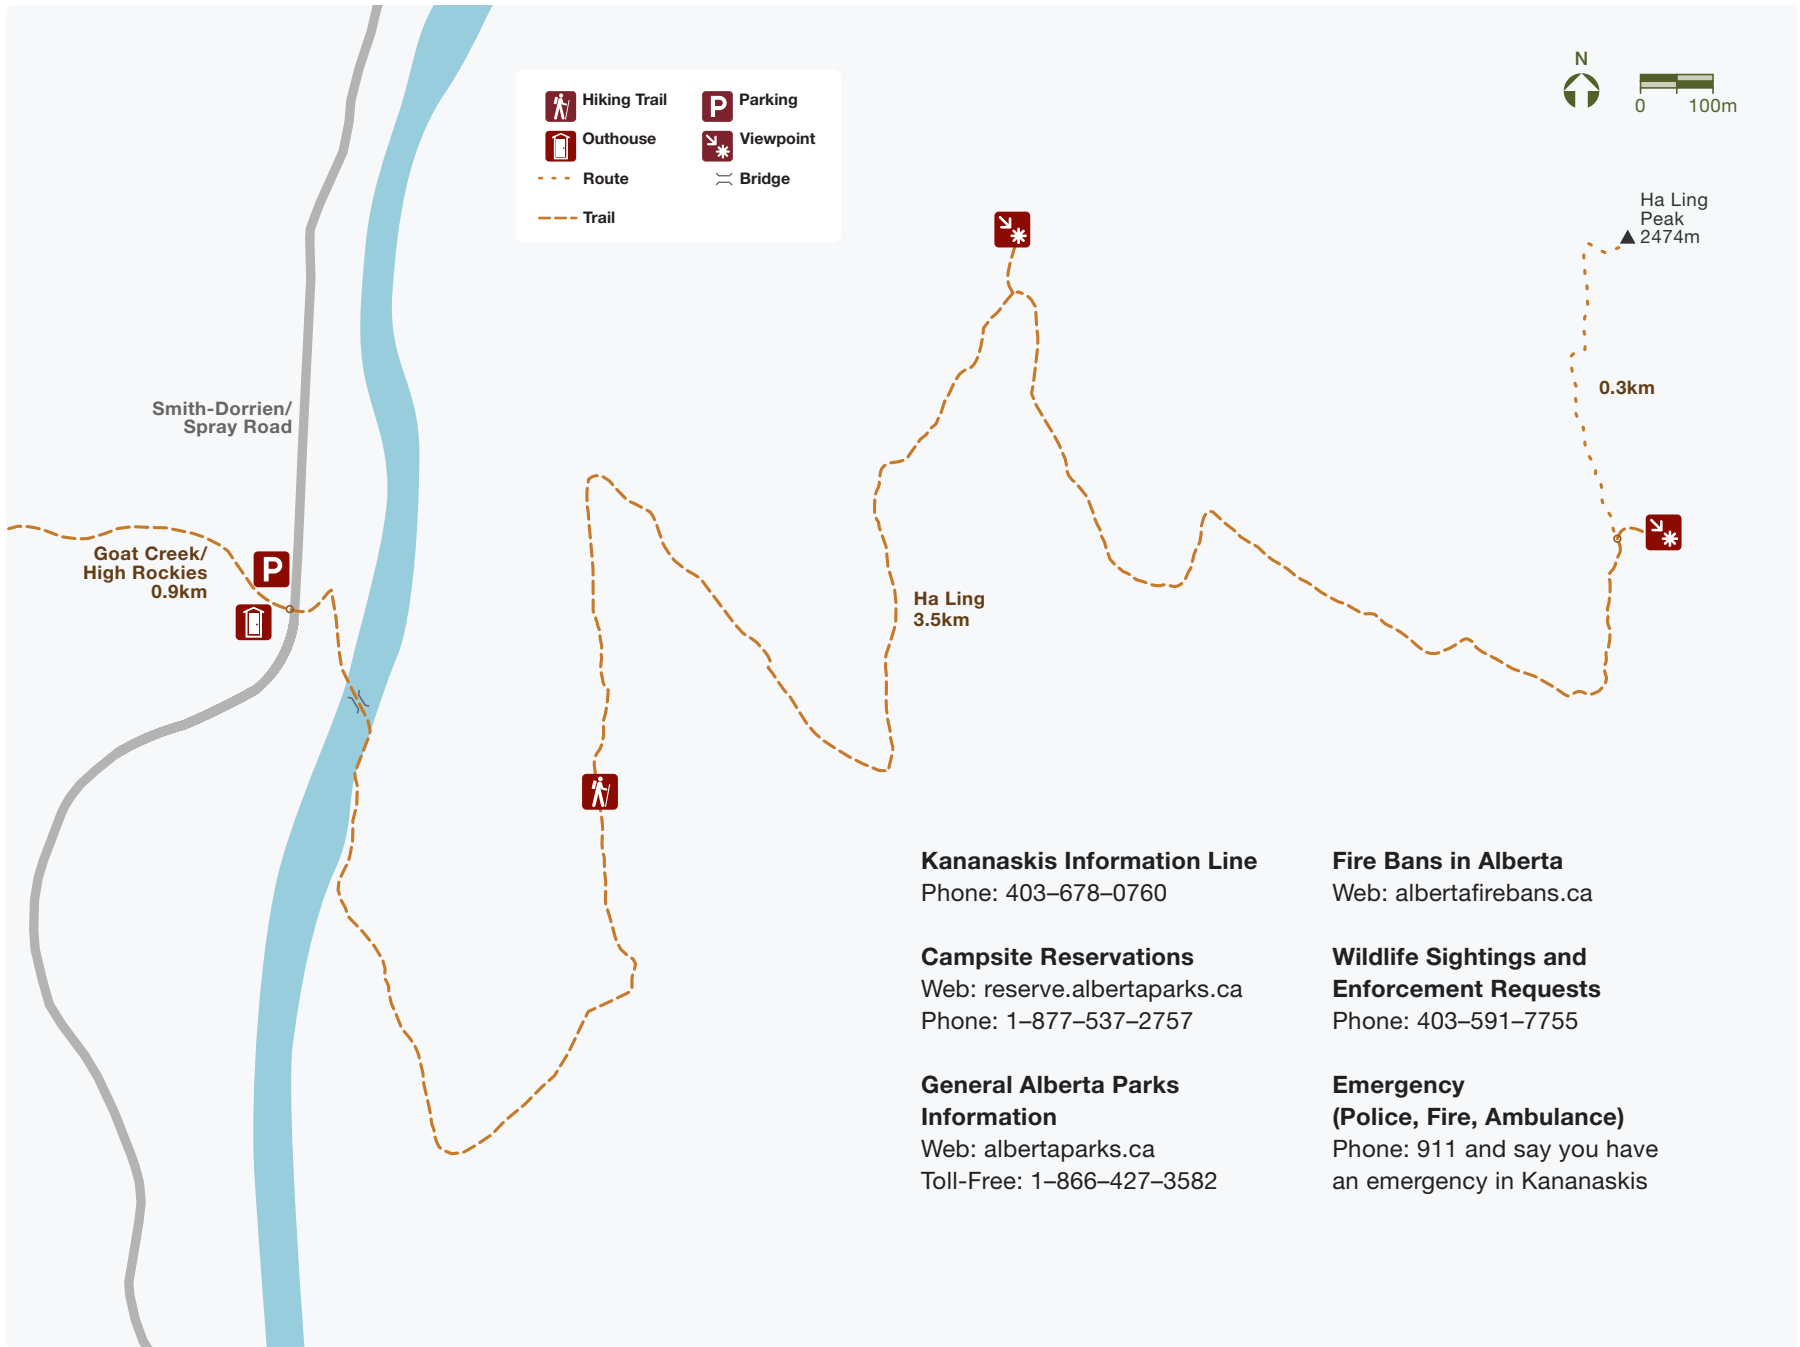 Hiking Trail
Parking
Outhouse
Viewpoint
Route
Bridge
Trail
N
0 100m
Ha Ling
Peak
2474m
0.3km
Smith-Dorrien/
Spray Road
Goat Creek/
High Rockies
0.9km
P
P
Ha Ling
3.5km
Kananaskis Information Line
Phone: 403–678–0760
Campsite Reservations
Web: reserve.albertaparks.ca
Phone: 1–877–537–2757
General Alberta Parks
Information
Web: albertaparks.ca
Toll-Free: 1–866–427–3582
Fire Bans in Alberta
Web: albertafirebans.ca
Wildlife Sightings and
Enforcement Requests
Phone: 403–591–7755
Emergency
(Police, Fire, Ambulance)
Phone: 911 and say you have
an emergency in Kananaskis